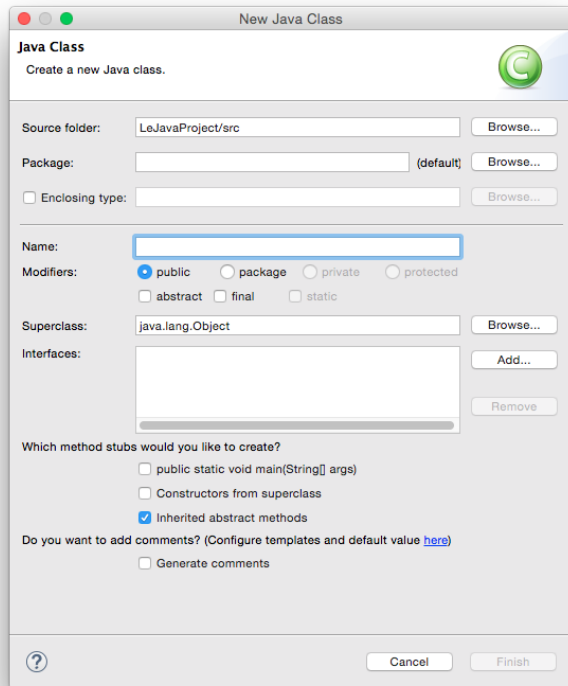 New Java Class
Java Class
Create a new Java class.
C
Source folder: LeJavaProject/src Browse...
Package: (default) Browse...
Enclosing type: Browse...
Name:
Modifiers: public package private protected
abstract final static
Superclass: java.lang.Object Browse...
Interfaces: Add...
Remove
Which method stubs would you like to create?
public static void main(String[] args)
Constructors from superclass
Inherited abstract methods
Do you want to add comments? (Configure templates and default value here)
Generate comments
? Cancel Finish